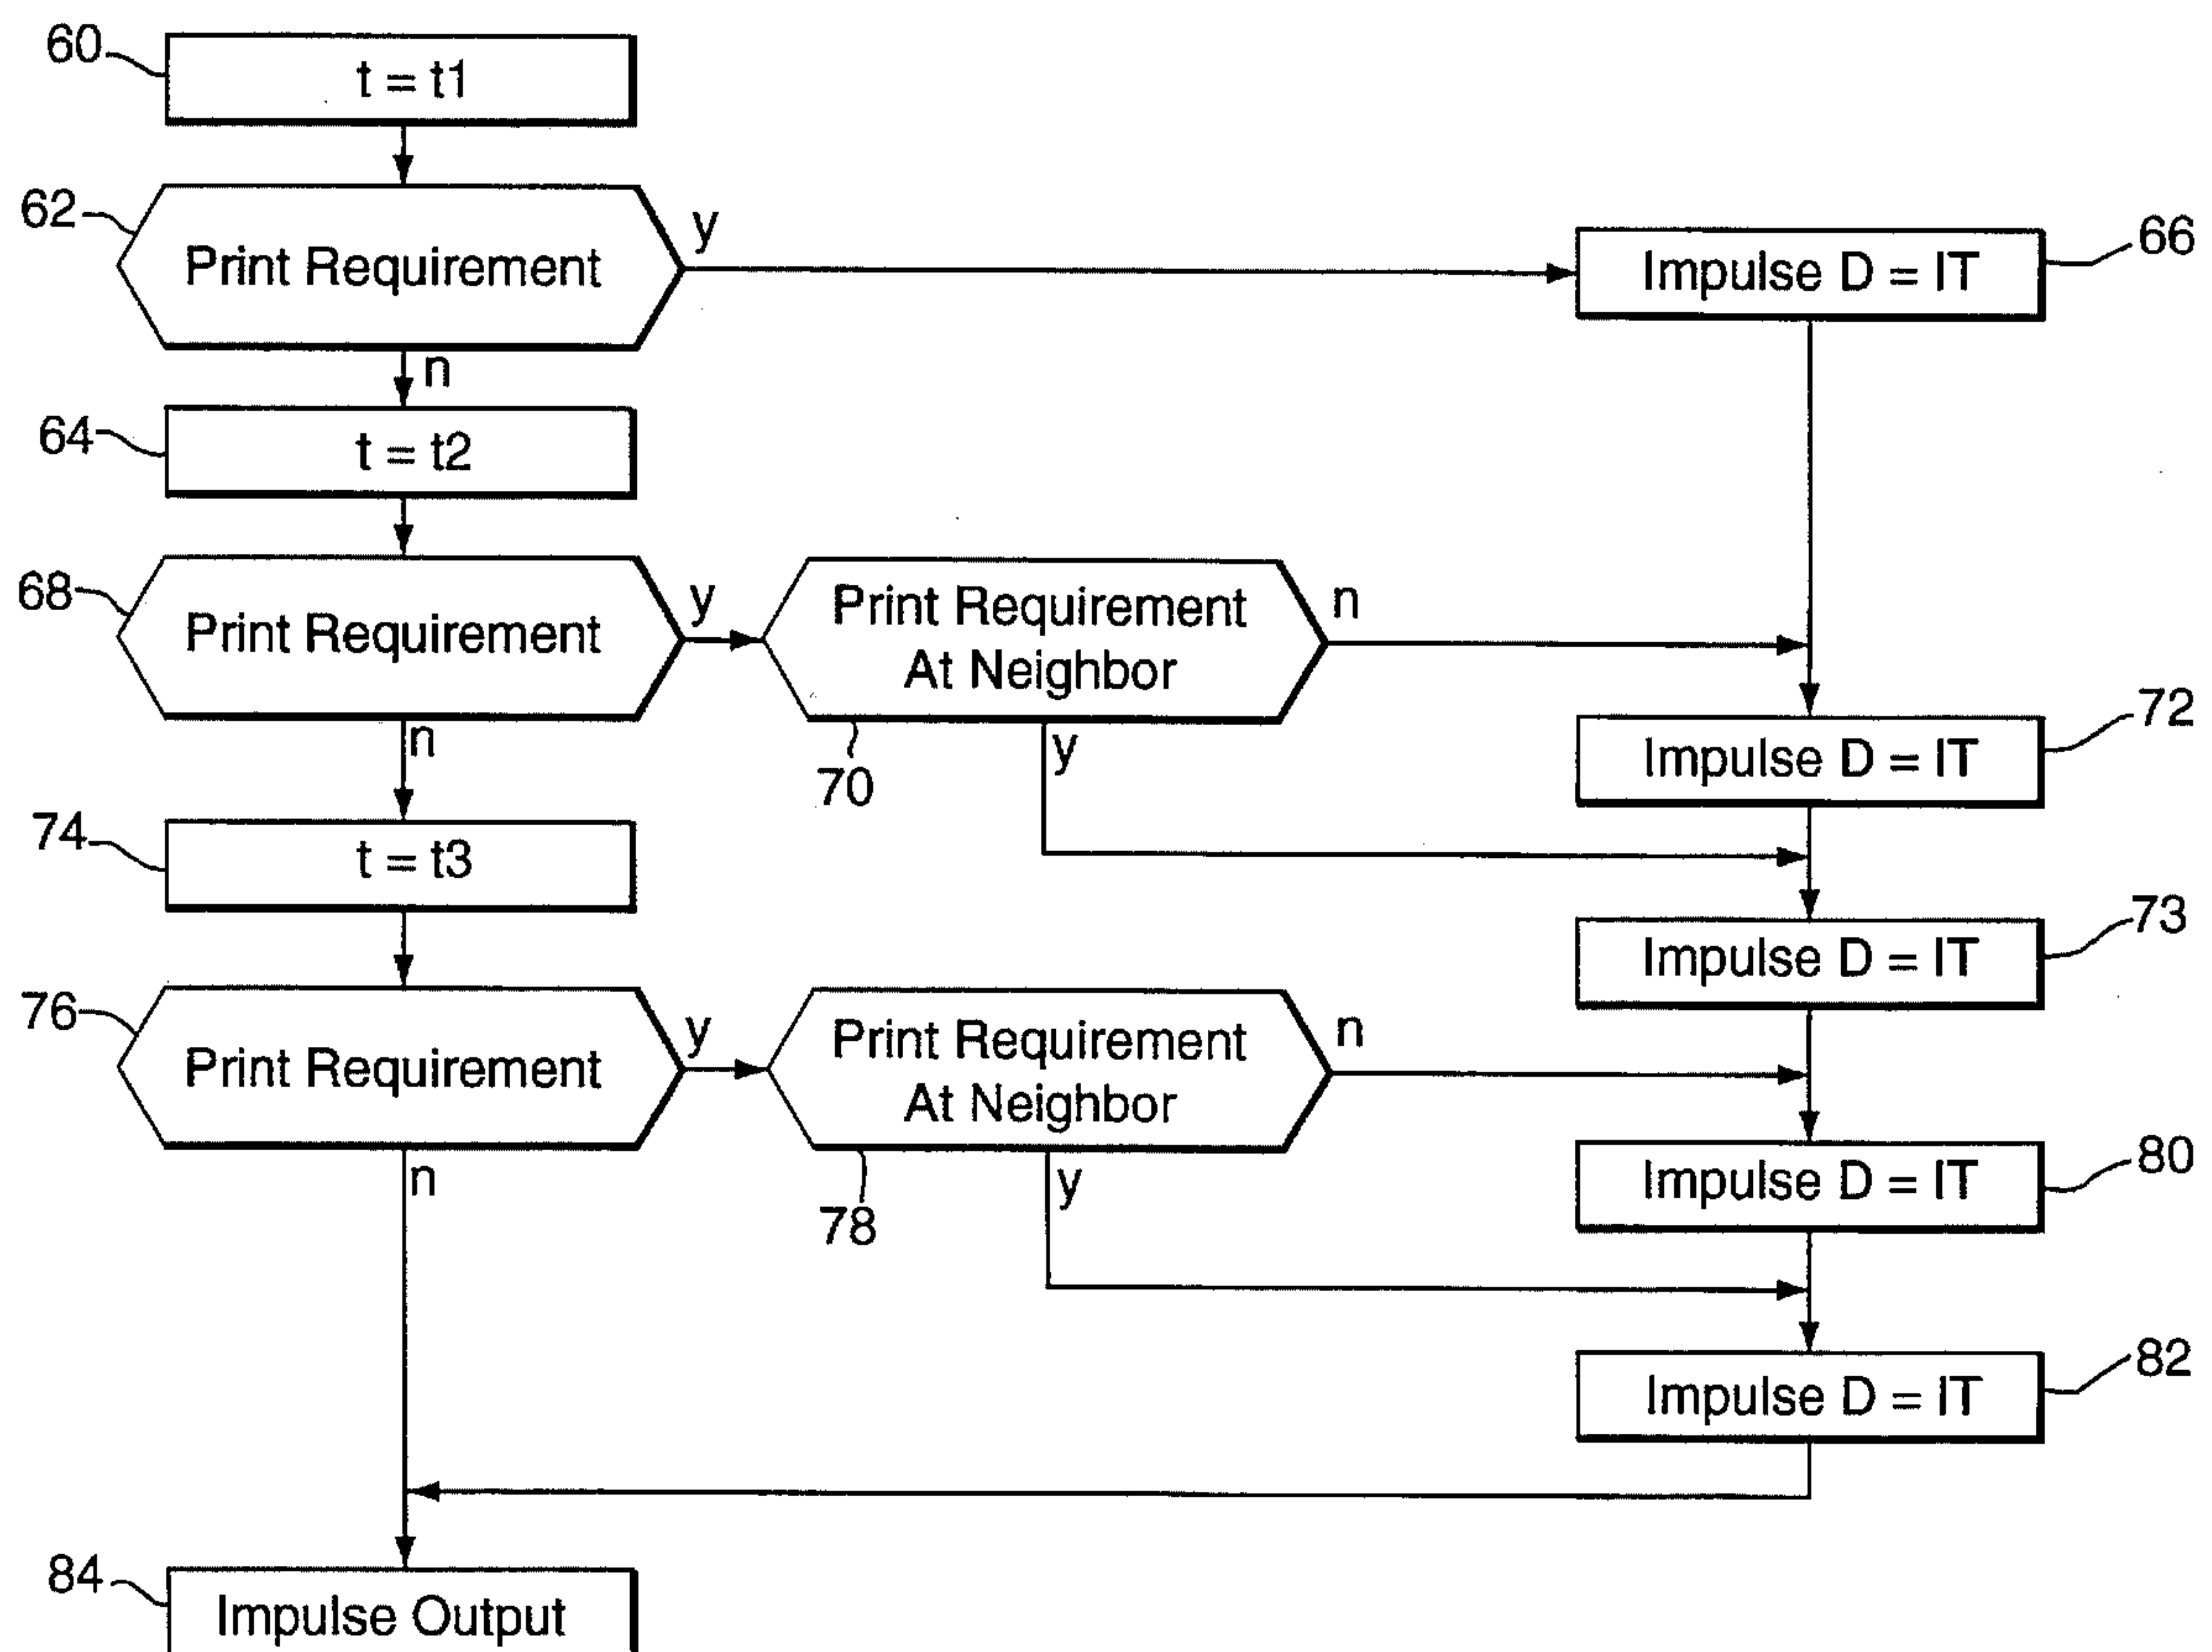 60
t = t1
62
Print Requirement
y
Impulse D = IT
66
n
64
t = t2
68
Print Requirement
y
Print Requirement
At Neighbor
n
70
y
Impulse D = IT
72
n
74
t = t3
Impulse D = IT
73
76
Print Requirement
y
Print Requirement
At Neighbor
n
78
y
Impulse D = IT
80
n
Impulse D = IT
82
84
Impulse Output